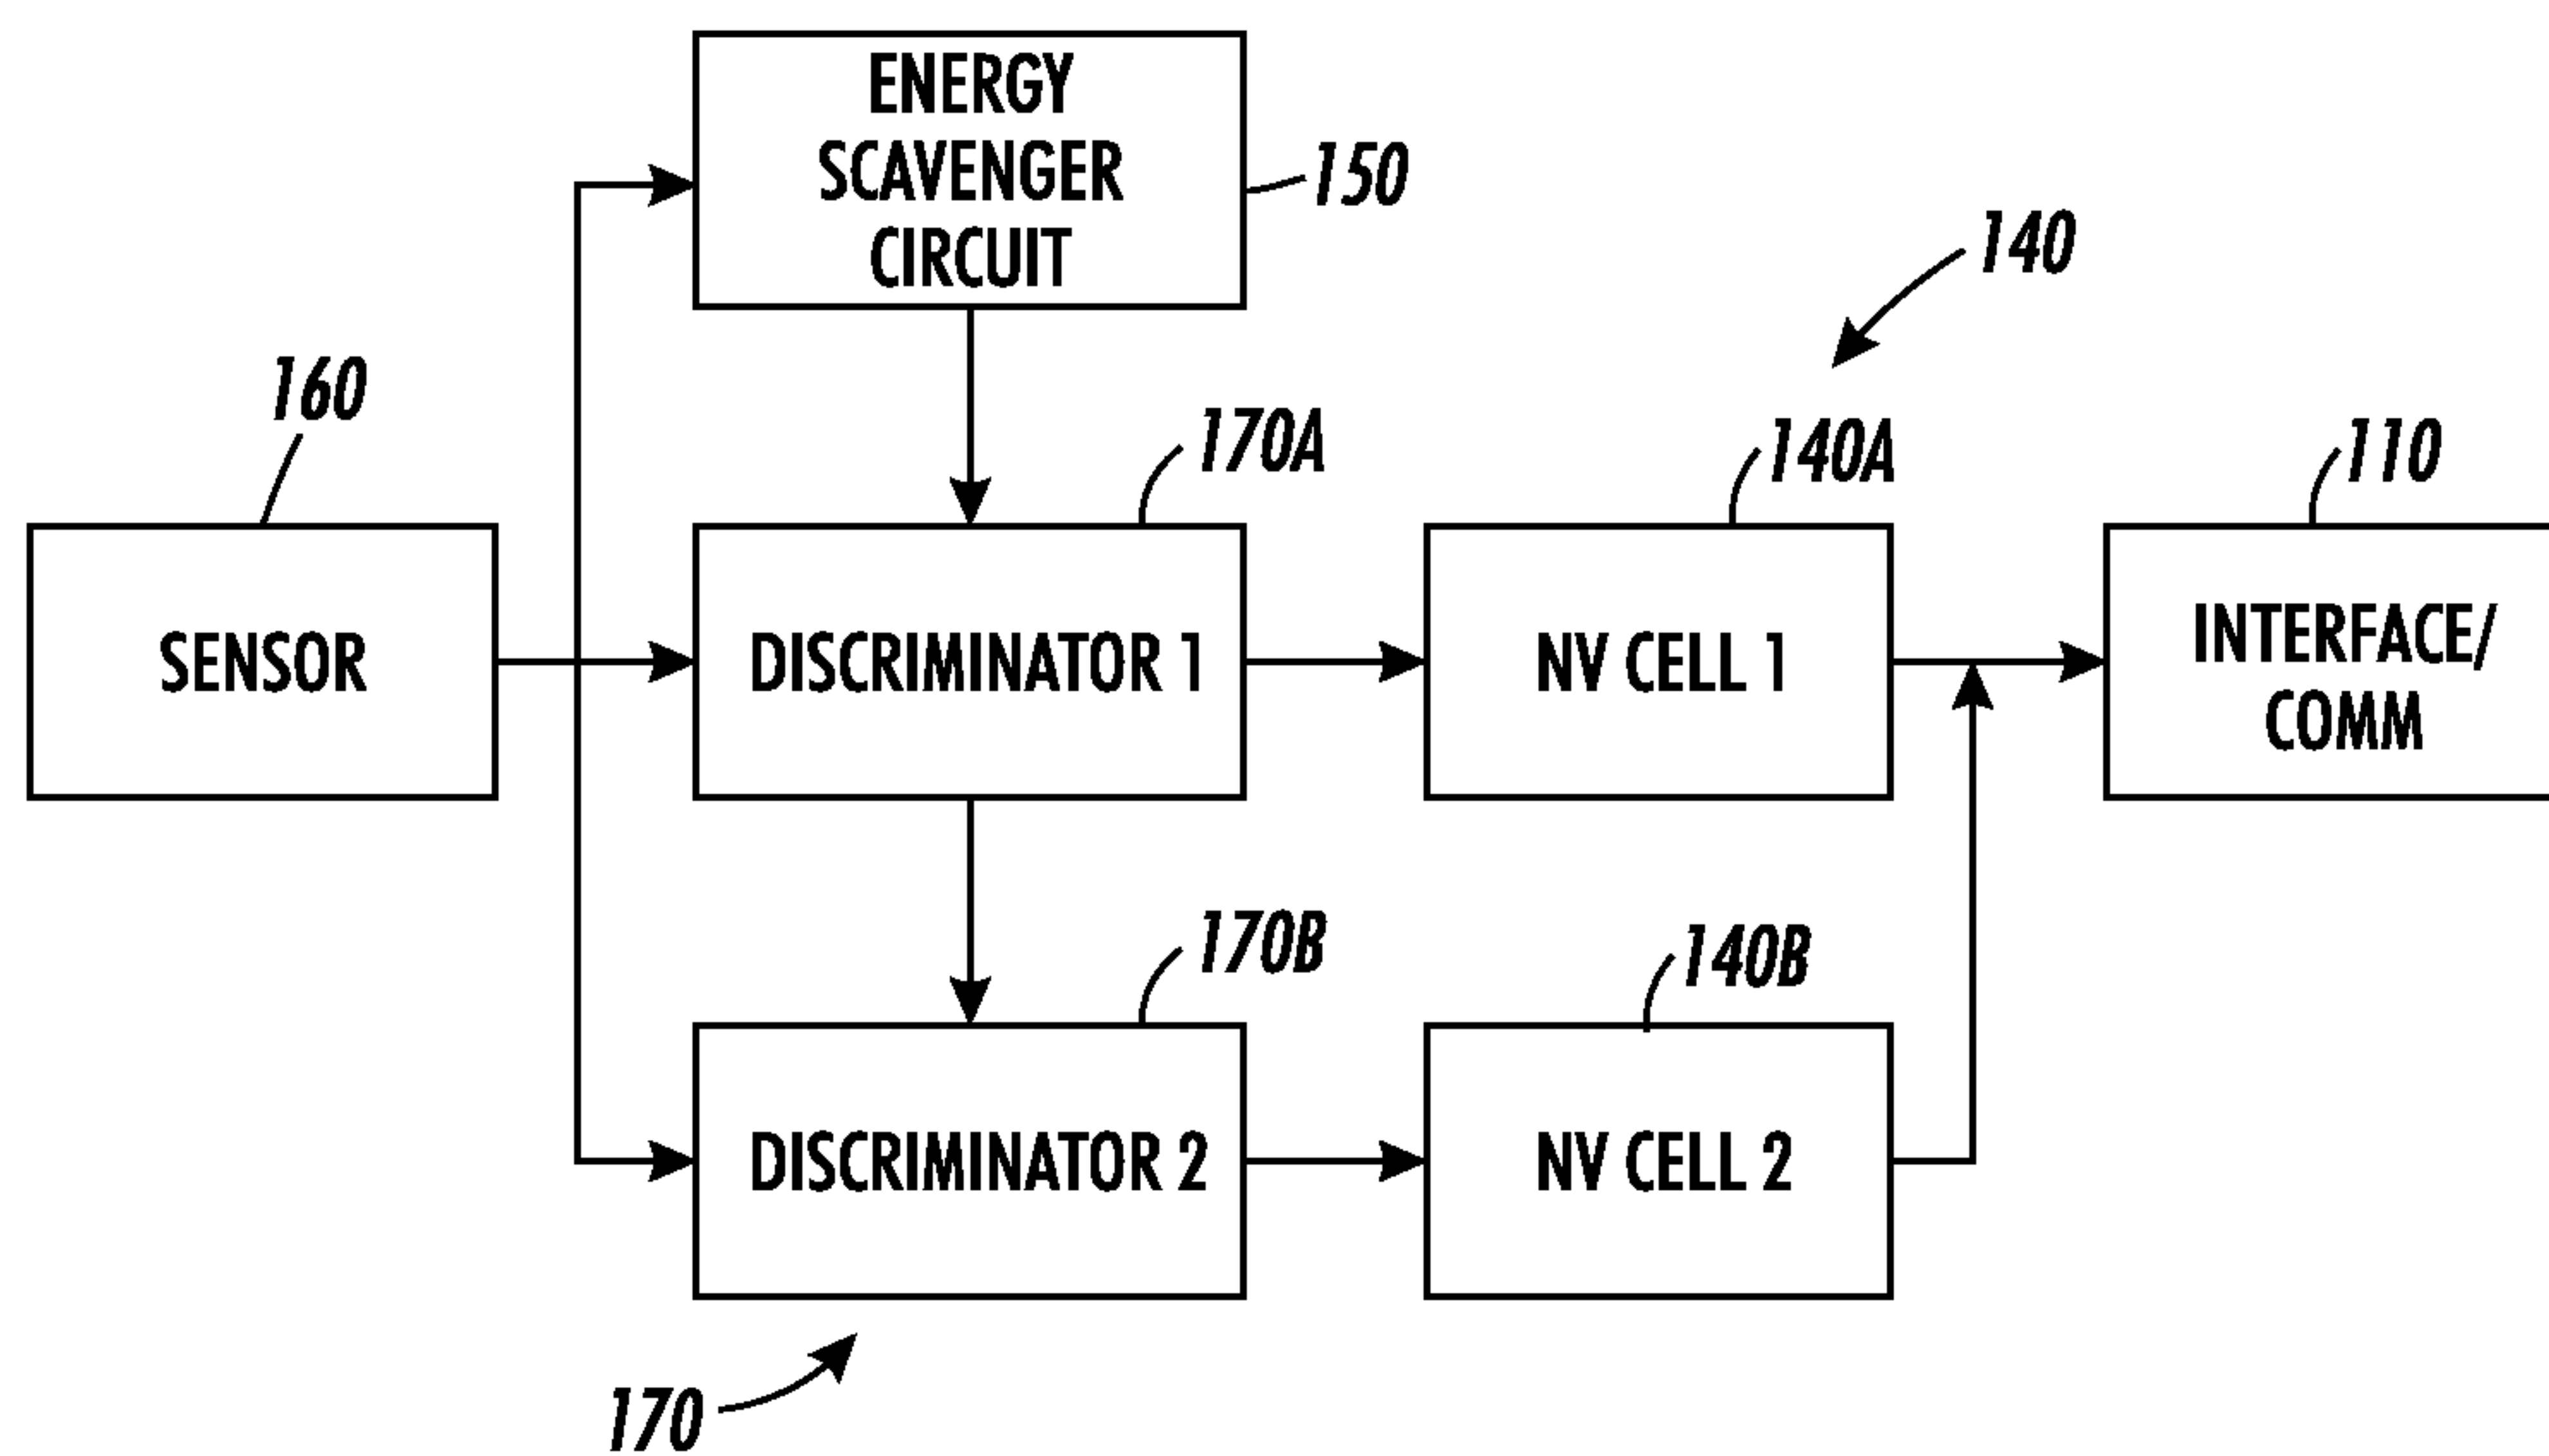 ENERGY
SCAVENGER
CIRCUIT
150
140
160
170A
140A
110
SENSOR
DISCRIMINATOR 1
NV CELL 1
INTERFACE/
COMM
170B
140B
DISCRIMINATOR 2
NV CELL 2
170